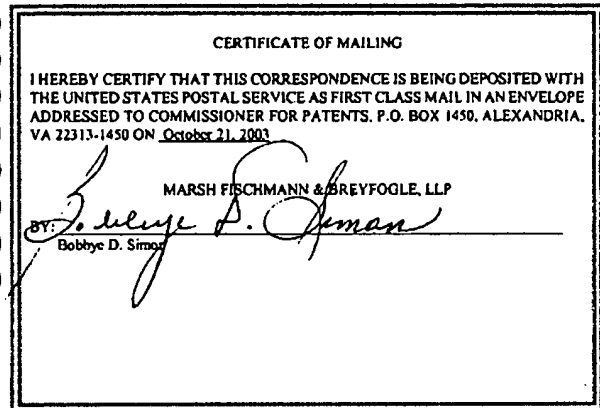 CERTIFICATE OF MAILING
I HEREBY CERTIFY THAT THIS CORRESPONDENCE IS BEING DEPOSITED WITH
THE UNITED STATES POSTAL SERVICE AS FIRST CLASS MAIL IN AN ENVELOPE
ADDRESSED TO COMMISSIONER FOR PATENTS, P.O. BOX 1450, ALEXANDRIA,
VA 22313-1450 ON October 21, 2003
MARSH FISCHMANN & BREYFOGLE, LLP
BY: Bobbye D. Simon
Bobbye D. Simon